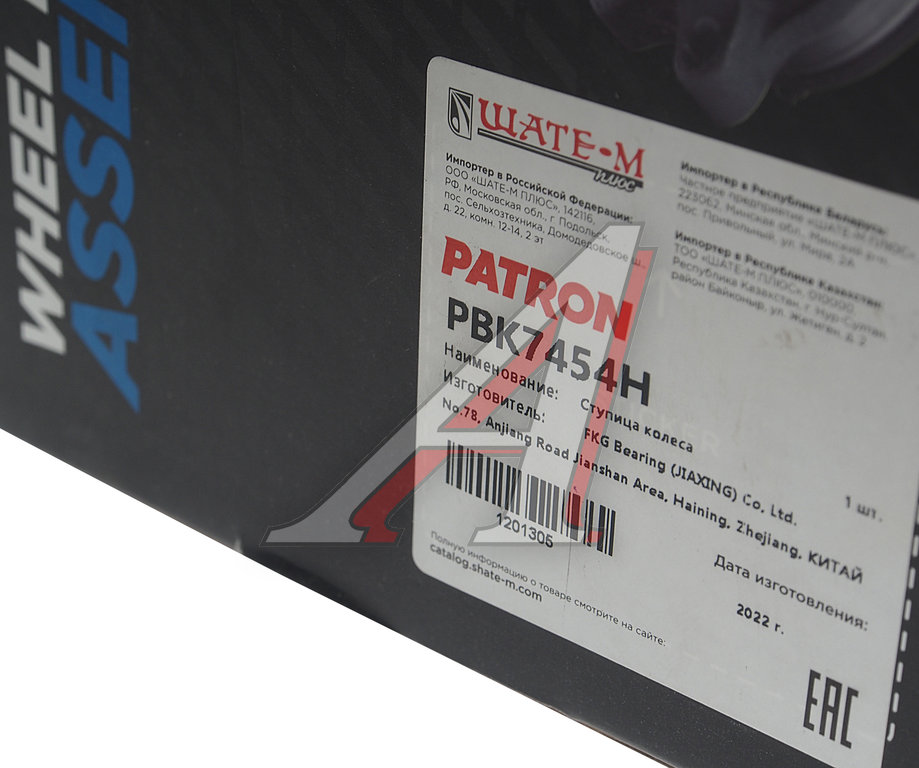 WHEEL
ASSE
ШАТЕ-М
ПЛЮС
Импортер в Российской Федерации:
ООО «ШАТЕ-М ПЛЮС», 142116,
РФ, Московская обл., г. Подольск,
пос. Сельхозтехника, Домодедовское ш.,
д. 22, комн. 12-14, 2 эт
Импортер в Республике Беларусь:
Частное предприятие «ШАТЕ-М ПЛЮС»
223062, Минская обл., Минский р-н,
пос. Привольный, ул. Мира, 2А
Импортер в Республике Казахстан:
ТОО «ШАТЕ-М ПЛЮС», 010000,
Республика Казахстан, г. Нур-Султан,
район Байконыр, ул. Жетиген, д. 2
PATRON
PBK7454H
Наименование: Ступица колеса
Изготовитель: FKG Bearing (JIAXING) Co, Ltd.
No.78, Anjiang Road Jianshan Area, Haining, Zhejiang, КИТАЙ
1 шт.
1201305
Дата изготовления:
2022 г.
Полную информацию о товаре смотрите на сайте:
catalog.shate-m.com
EAC